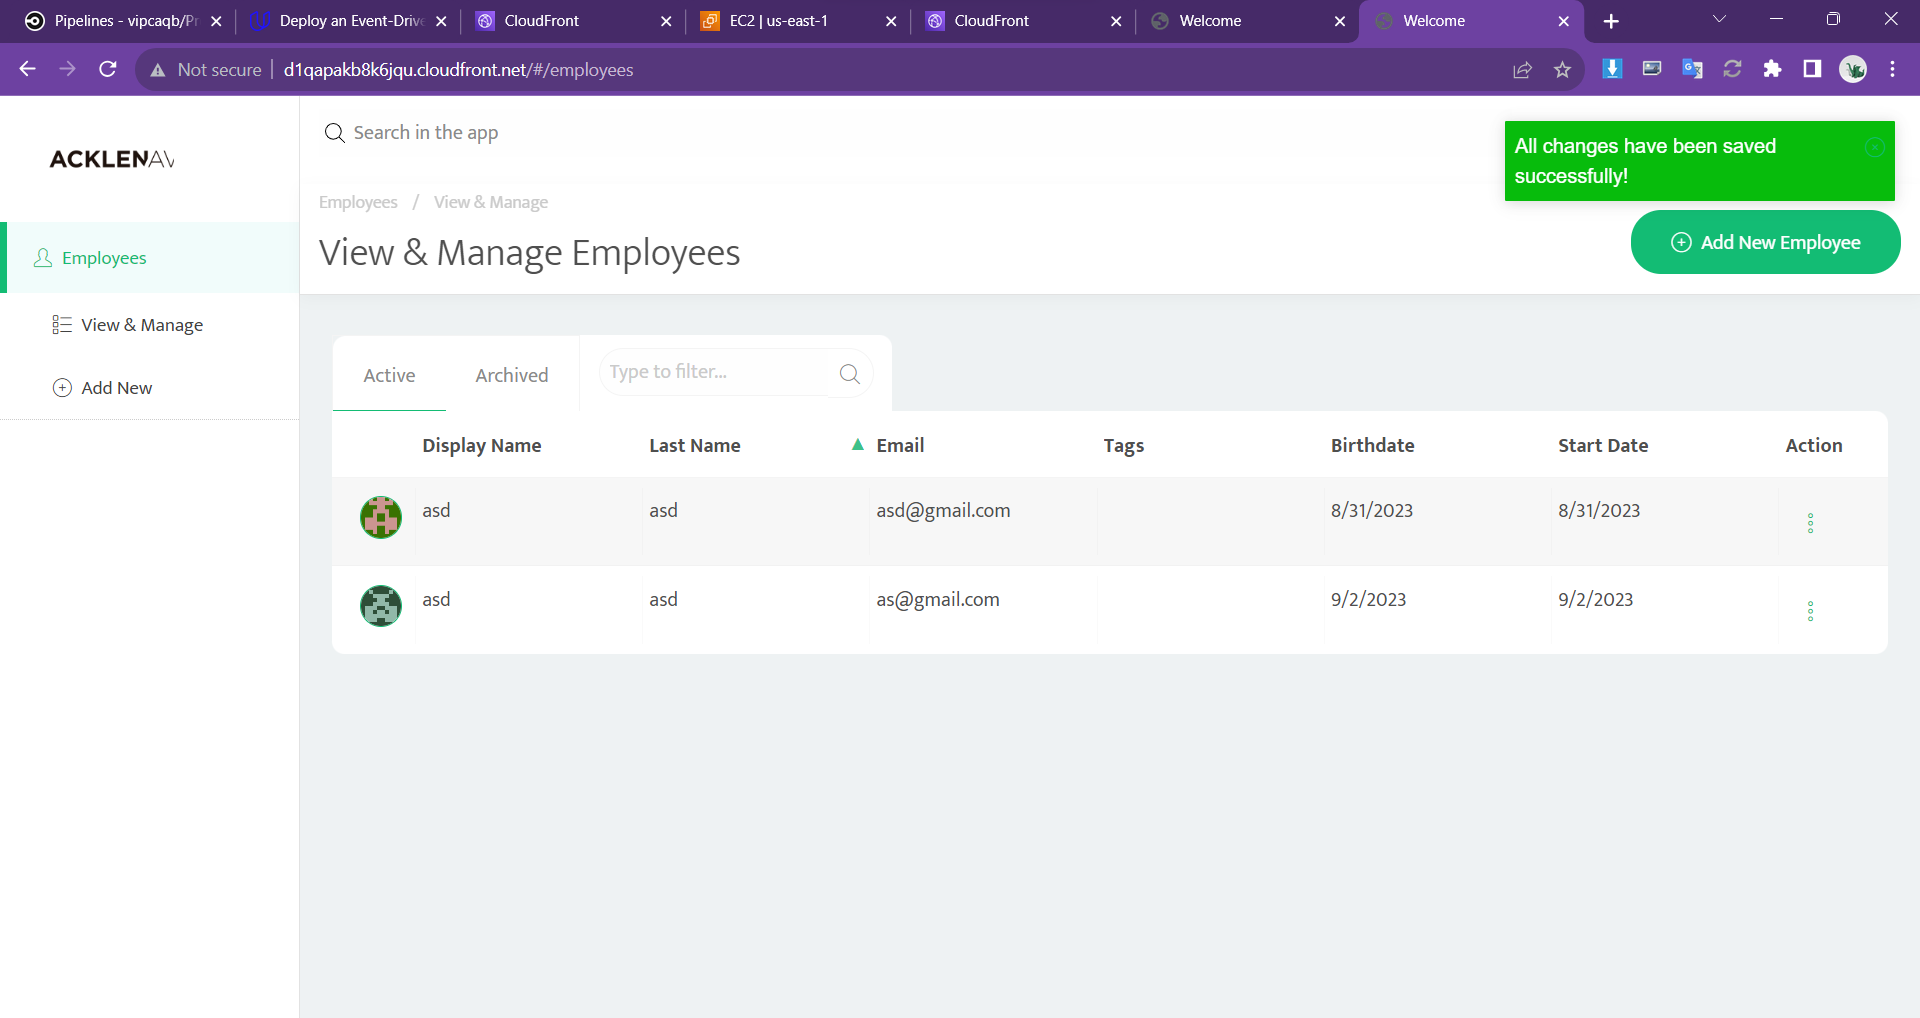 Pipelines - vipcaqb/Pr
Deploy an Event-Drive
CloudFront
EC2 | us-east-1
CloudFront
Welcome
Welcome
Not secure
d1qapakb8k6jqu.cloudfront.net/#/employees
ACKLENAV
Search in the app
All changes have been saved
successfully!
Employees / View & Manage
View & Manage Employees
Add New Employee
Employees
View & Manage
Add New
Active
Archived
Type to filter...
Display Name Last Name ▲ Email Tags Birthdate Start Date Action
asd asd asd@gmail.com 8/31/2023 8/31/2023
asd asd as@gmail.com 9/2/2023 9/2/2023